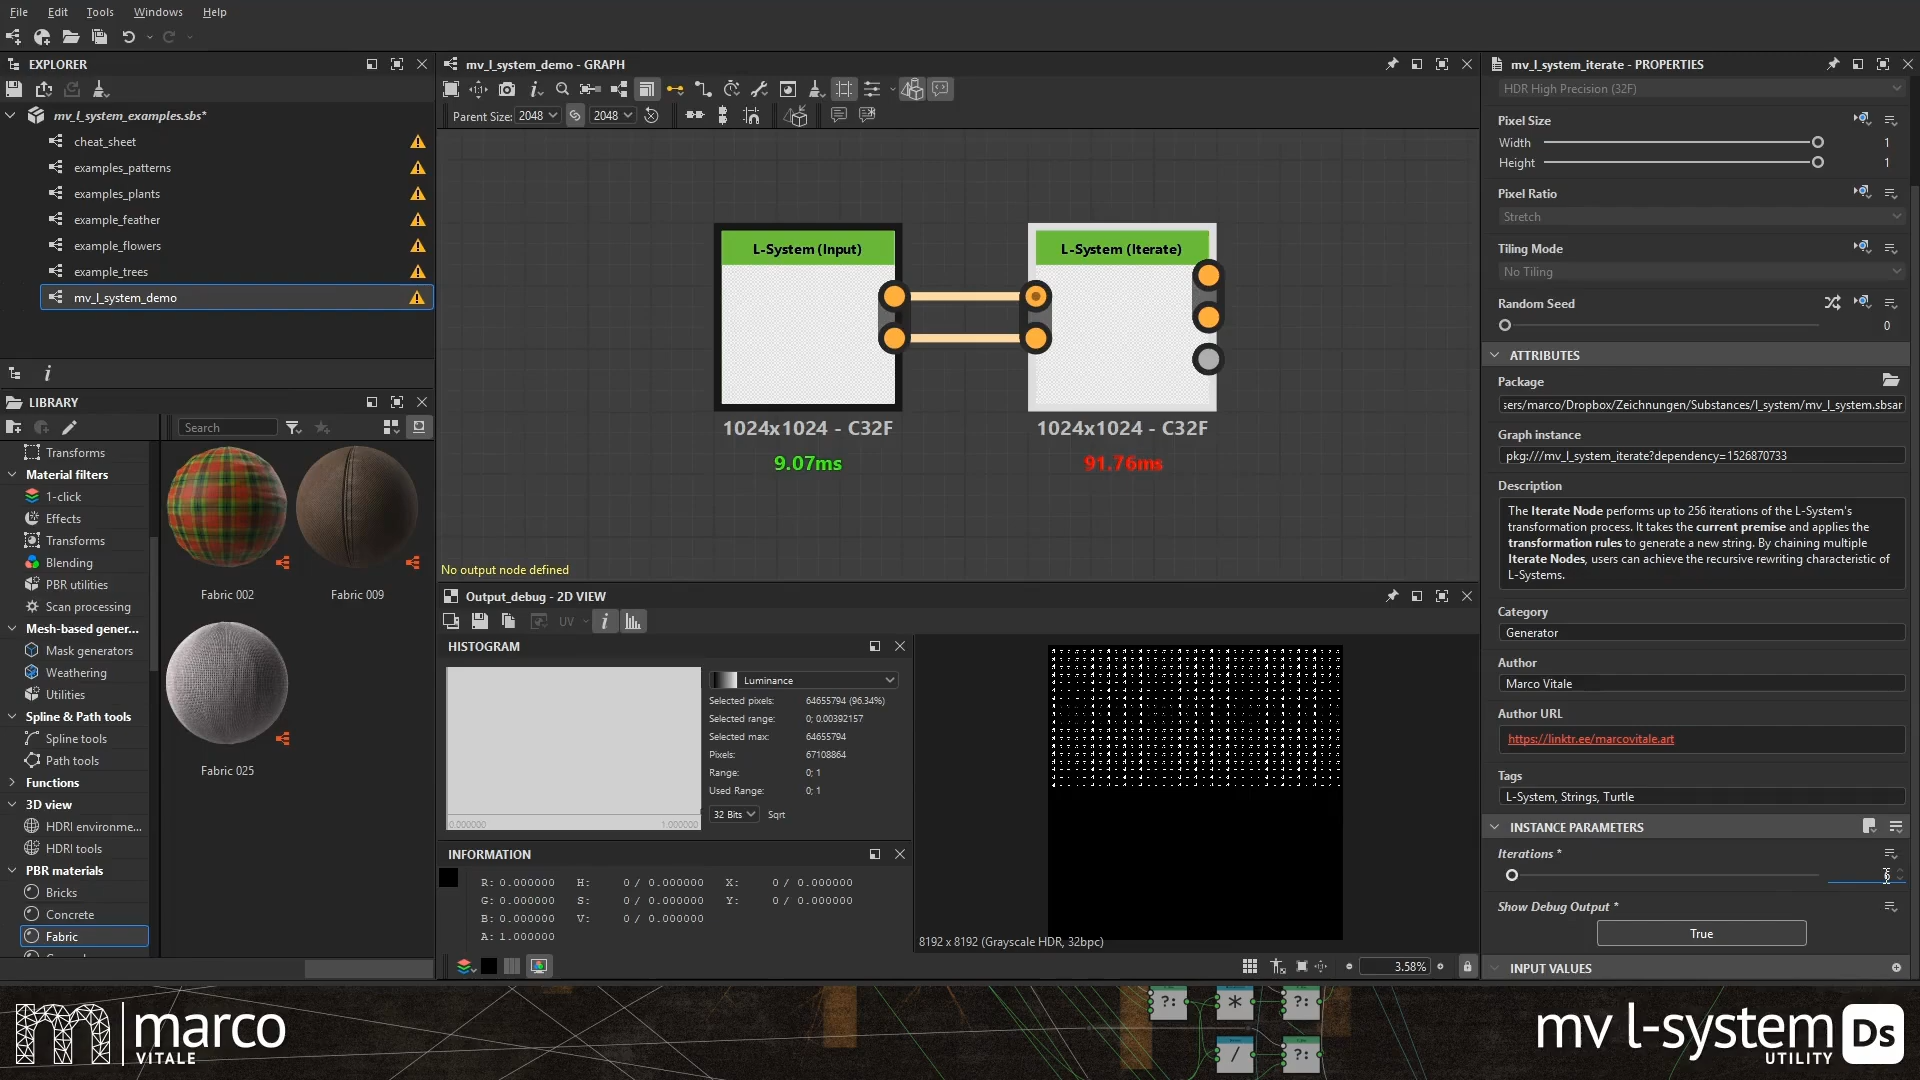 File Edit Tools Windows Help
EXPLORER
mv_l_system_examples.sbs*
cheat_sheet
examples_patterns
examples_plants
example_feather
example_flowers
example_trees
mv_l_system_demo
LIBRARY
Search
Transforms
Material filters
1-click
Effects
Transforms
Blending
PBR utilities
Scan processing
Mesh-based gener...
Mask generators
Weathering
Utilities
Spline & Path tools
Spline tools
Path tools
Functions
3D view
HDRI environme...
HDRI tools
PBR materials
Bricks
Concrete
Fabric
Fabric 002
Fabric 009
Fabric 025
mv_l_system_demo - GRAPH
Parent Size: 2048 2048
L-System (Input)
1024x1024 - C32F
9.07ms
L-System (Iterate)
1024x1024 - C32F
91.76ms
No output node defined
Output_debug - 2D VIEW
UV
HISTOGRAM
Luminance
Selected pixels: 64655794 (96.34%)
Selected range: 0; 0.00392157
Selected max: 64655794
Pixels: 67108864
Range: 0; 1
Used Range: 0; 1
32 Bits Sqrt
0.000000 1.000000
INFORMATION
R: 0.000000 H: 0 / 0.000000 X: 0 / 0.000000
G: 0.000000 S: 0 / 0.000000 Y: 0 / 0.000000
B: 0.000000 V: 0 / 0.000000
A: 1.000000
8192 x 8192 (Grayscale HDR, 32bpc)
3.58%
mv_l_system_iterate - PROPERTIES
HDR High Precision (32F)
Pixel Size
Width 1
Height 1
Pixel Ratio
Stretch
Tiling Mode
No Tiling
Random Seed
0
ATTRIBUTES
Package
sers/marco/Dropbox/Zeichnungen/Substances/l_system/mv_l_system.sbsar
Graph instance
pkg:///mv_l_system_iterate?dependency=1526870733
Description
The Iterate Node performs up to 256 iterations of the L-System's
transformation process. It takes the current premise and applies the
transformation rules to generate a new string. By chaining multiple
Iterate Nodes, users can achieve the recursive rewriting characteristic of
L-Systems.
Category
Generator
Author
Marco Vitale
Author URL
https://linktr.ee/marcovitale.art
Tags
L-System, Strings, Turtle
INSTANCE PARAMETERS
Iterations *
Show Debug Output *
True
INPUT VALUES
marco
VITALE
?: * ?:
/ ?:
mv l-system Ds
UTILITY